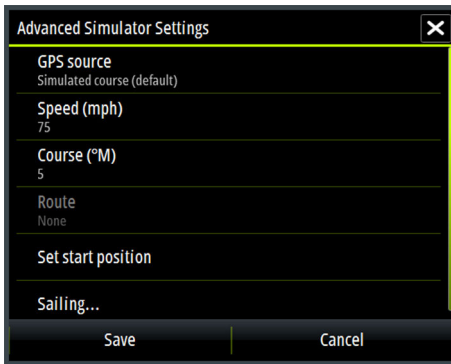 Advanced Simulator Settings
GPS source
Simulated course (default)
Speed (mph)
75
Course (°M)
5
Route
None
Set start position
Sailing...
Save Cancel